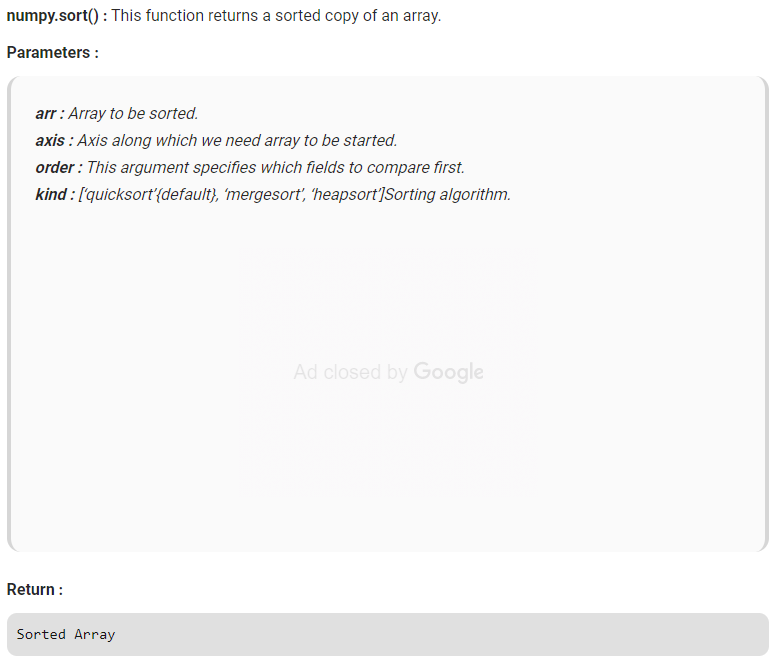 numpy.sort() : This function returns a sorted copy of an array.
Parameters :
arr : Array to be sorted.
axis : Axis along which we need array to be started.
order : This argument specifies which fields to compare first.
kind : [‘quicksort’{default}, ‘mergesort’, ‘heapsort’]Sorting algorithm.
Ad closed by Google
Return :
Sorted Array